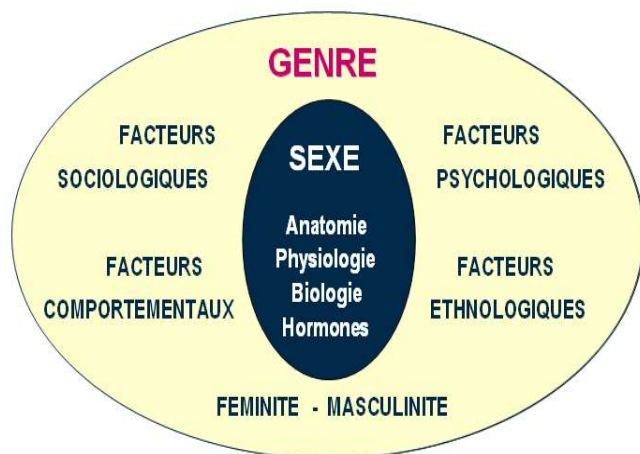 GENRE
FACTEURS
SOCIOLOGIQUES
FACTEURS
PSYCHOLOGIQUES
SEXE
Anatomie
Physiologie
Biologie
Hormones
FACTEURS
COMPORTEMENTAUX
FACTEURS
ETHNOLOGIQUES
FEMINITE - MASCULINITE